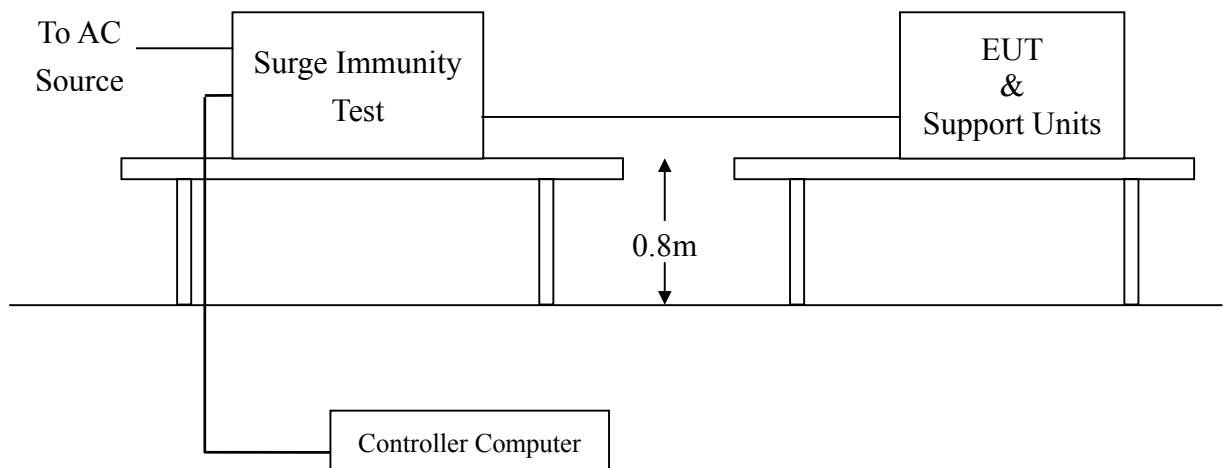 To AC
Source
Surge Immunity
Test
EUT
&
Support Units
0.8m
Controller Computer